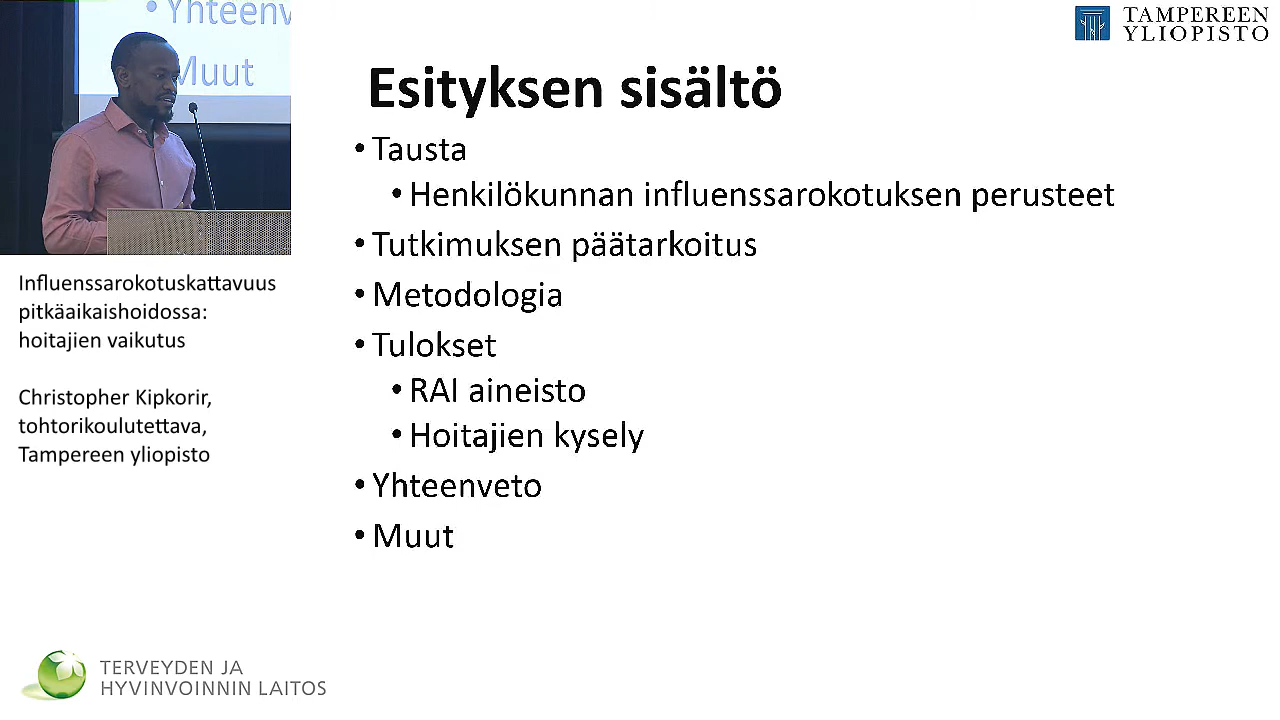 • Yhteenv
Muut
TAMPEREEN
YLIOPISTO
Esityksen sisältö
• Tausta
• Henkilökunnan influenssarokotuksen perusteet
• Tutkimuksen päätarkoitus
• Metodologia
• Tulokset
• RAI aineisto
• Hoitajien kysely
• Yhteenveto
• Muut
Influenssarokotuskattavuus
pitkäaikaishoidossa:
hoitajien vaikutus
Christopher Kipkorir,
tohtorikoulutettava,
Tampereen yliopisto
TERVEYDEN JA
HYVINVOINNIN LAITOS